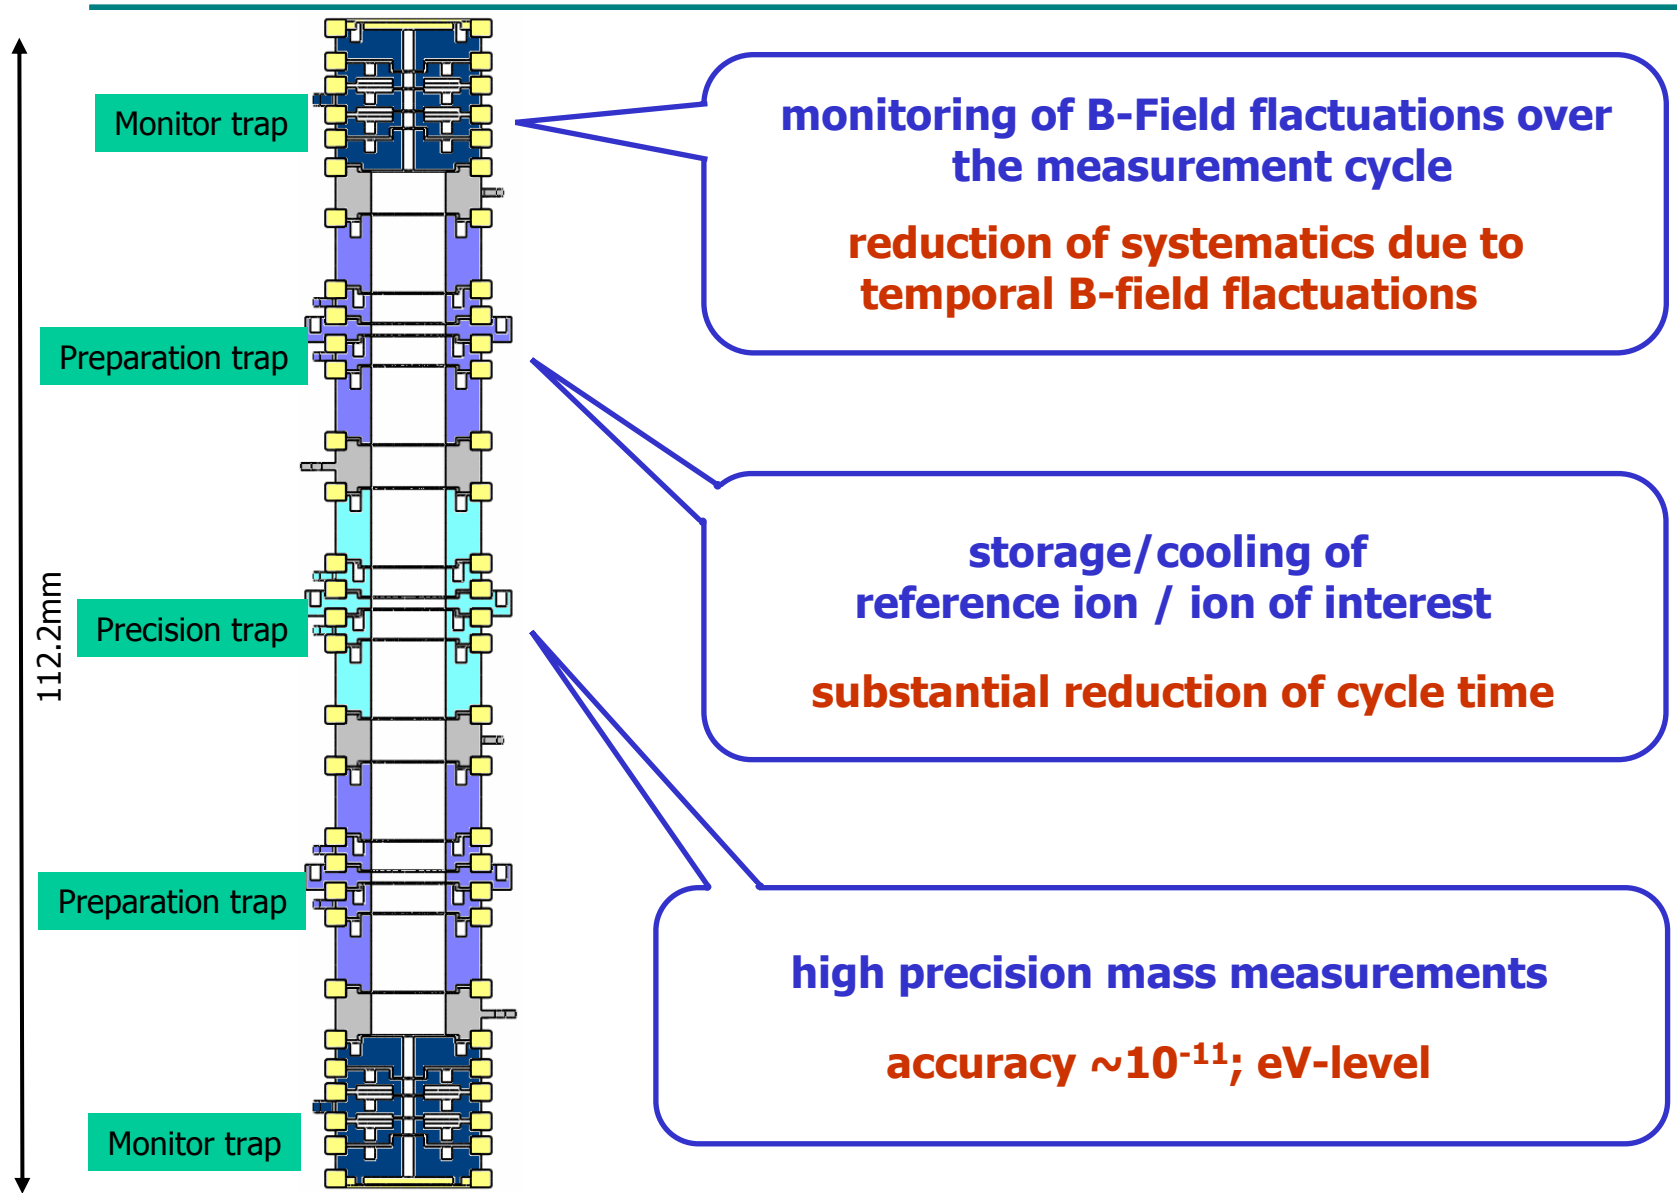 Monitor trap
Preparation trap
Precision trap
Preparation trap
Monitor trap
112.2mm
monitoring of B-Field flactuations over
the measurement cycle
reduction of systematics due to
temporal B-field flactuations
storage/cooling of
reference ion / ion of interest
substantial reduction of cycle time
high precision mass measurements
accuracy ~10⁻¹¹; eV-level